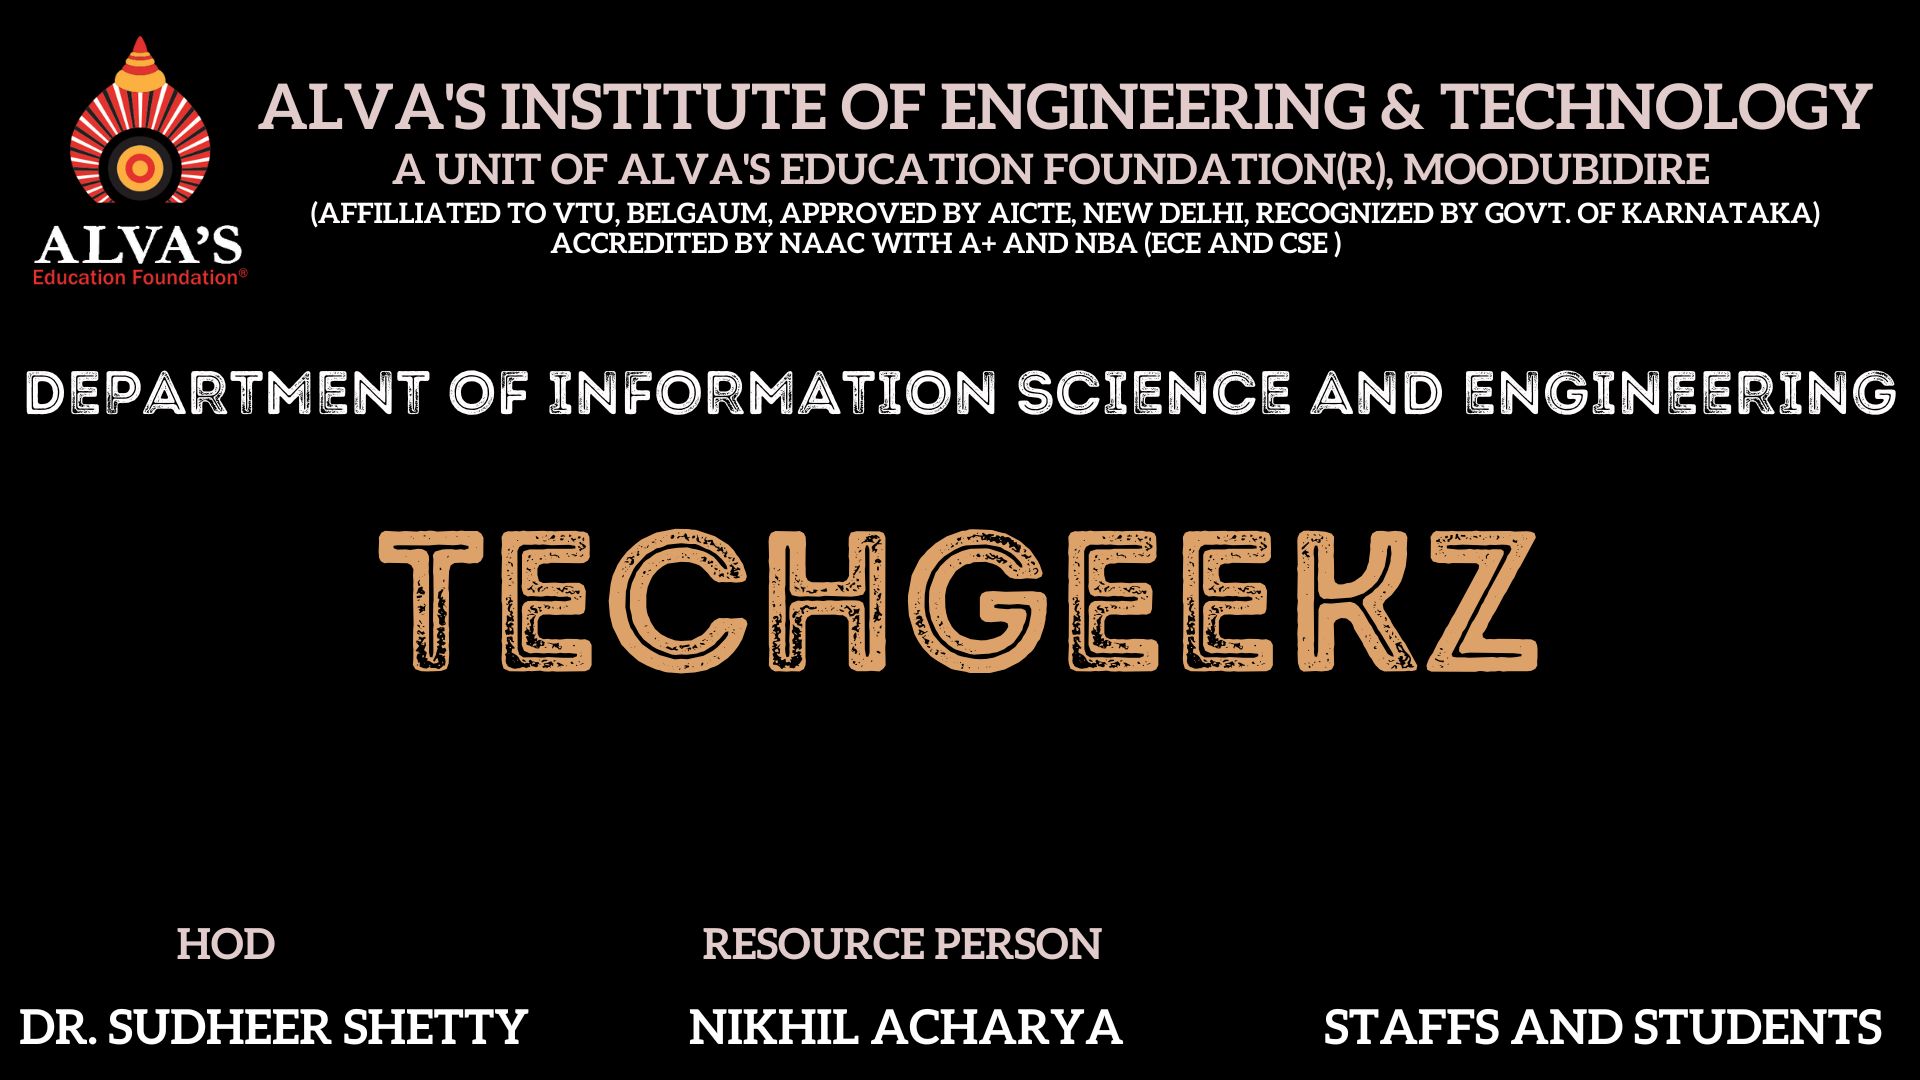 ALVA'S INSTITUTE OF ENGINEERING & TECHNOLOGY
A UNIT OF ALVA'S EDUCATION FOUNDATION(R), MOODUBIDIRE
(AFFILLIATED TO VTU, BELGAUM, APPROVED BY AICTE, NEW DELHI, RECOGNIZED BY GOVT. OF KARNATAKA)
ACCREDITED BY NAAC WITH A+ AND NBA (ECE AND CSE )
ALVA'S
Education Foundation®
DEPARTMENT OF INFORMATION SCIENCE AND ENGINEERING
TECHGEEKZ
HOD
RESOURCE PERSON
DR. SUDHEER SHETTY
NIKHIL ACHARYA
STAFFS AND STUDENTS